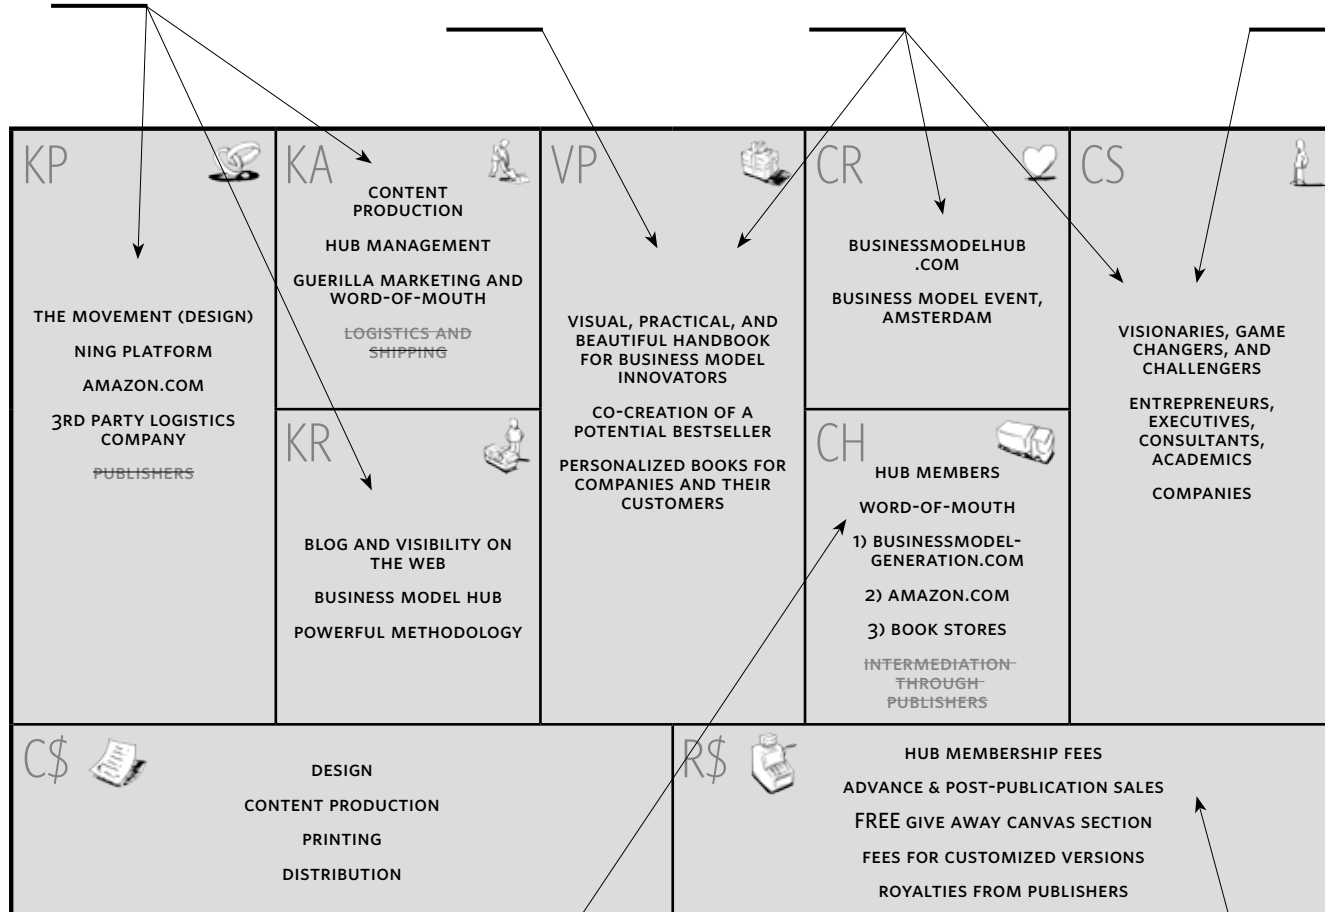 KP
THE MOVEMENT (DESIGN)
NING PLATFORM
AMAZON.COM
3RD PARTY LOGISTICS
COMPANY
PUBLISHERS
KA
CONTENT
PRODUCTION
HUB MANAGEMENT
GUERILLA MARKETING AND
WORD-OF-MOUTH
LOGISTICS AND
SHIPPING
KR
BLOG AND VISIBILITY ON
THE WEB
BUSINESS MODEL HUB
POWERFUL METHODOLOGY
VP
VISUAL, PRACTICAL, AND
BEAUTIFUL HANDBOOK
FOR BUSINESS MODEL
INNOVATORS
CO-CREATION OF A
POTENTIAL BESTSELLER
PERSONALIZED BOOKS FOR
COMPANIES AND THEIR
CUSTOMERS
CR
BUSINESSMODELHUB
.COM
BUSINESS MODEL EVENT,
AMSTERDAM
CH
HUB MEMBERS
WORD-OF-MOUTH
1) BUSINESSMODEL-
GENERATION.COM
2) AMAZON.COM
3) BOOK STORES
INTERMEDIATION
THROUGH
PUBLISHERS
CS
VISIONARIES, GAME
CHANGERS, AND
CHALLENGERS
ENTREPRENEURS,
EXECUTIVES,
CONSULTANTS,
ACADEMICS
COMPANIES
C$
DESIGN
CONTENT PRODUCTION
PRINTING
DISTRIBUTION
R$
HUB MEMBERSHIP FEES
ADVANCE & POST-PUBLICATION SALES
FREE GIVE AWAY CANVAS SECTION
FEES FOR CUSTOMIZED VERSIONS
ROYALTIES FROM PUBLISHERS